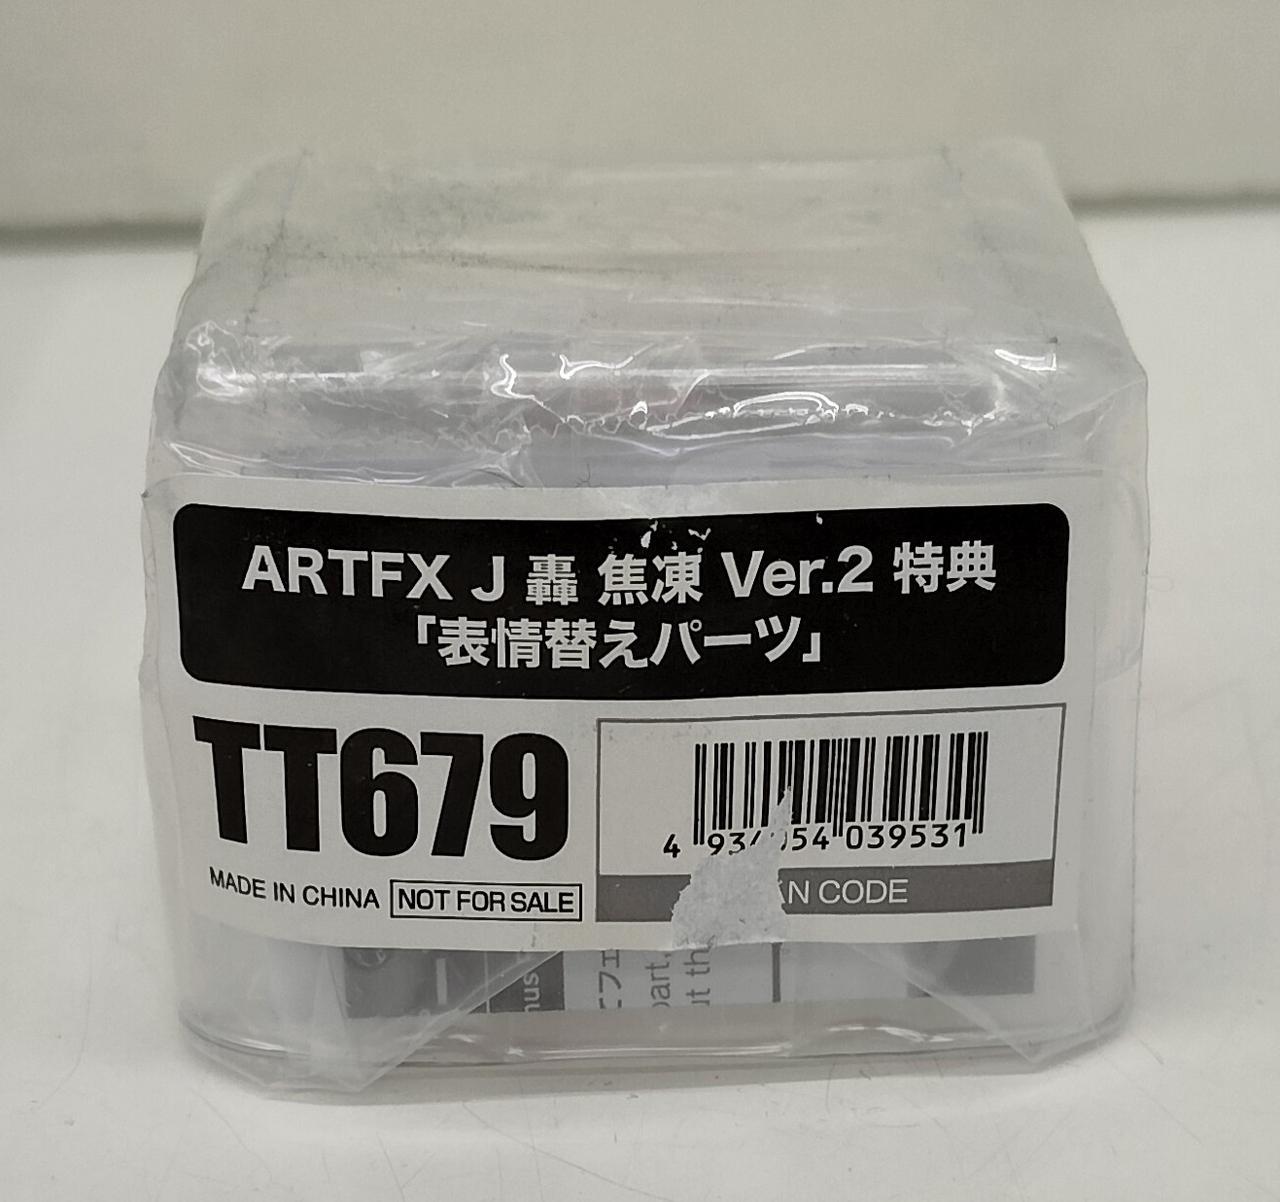 ARTFX J 轟 焦凍 Ver.2 特典
「表情替えパーツ」
TT679
MADE IN CHINA NOT FOR SALE
039531
CODE